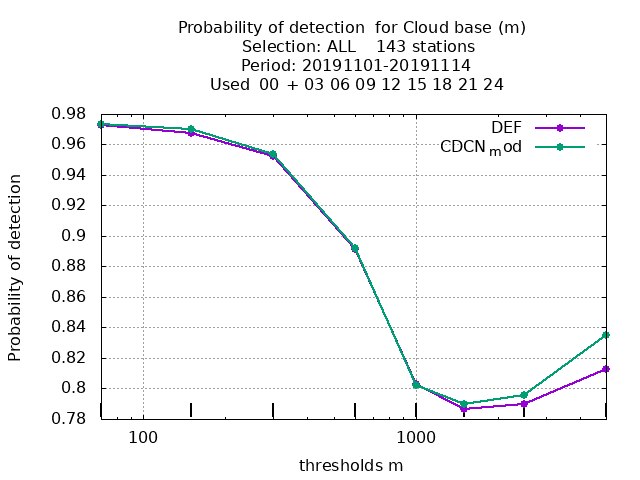 Probability of detection for Cloud base (m)
Selection: ALL 143 stations
Period: 20191101-20191114
Used 00 + 03 06 09 12 15 18 21 24
DEF
CDCNmod
0.98
0.96
0.94
0.92
0.9
0.88
0.86
0.84
0.82
0.8
0.78
Probability of detection
100
1000
thresholds m